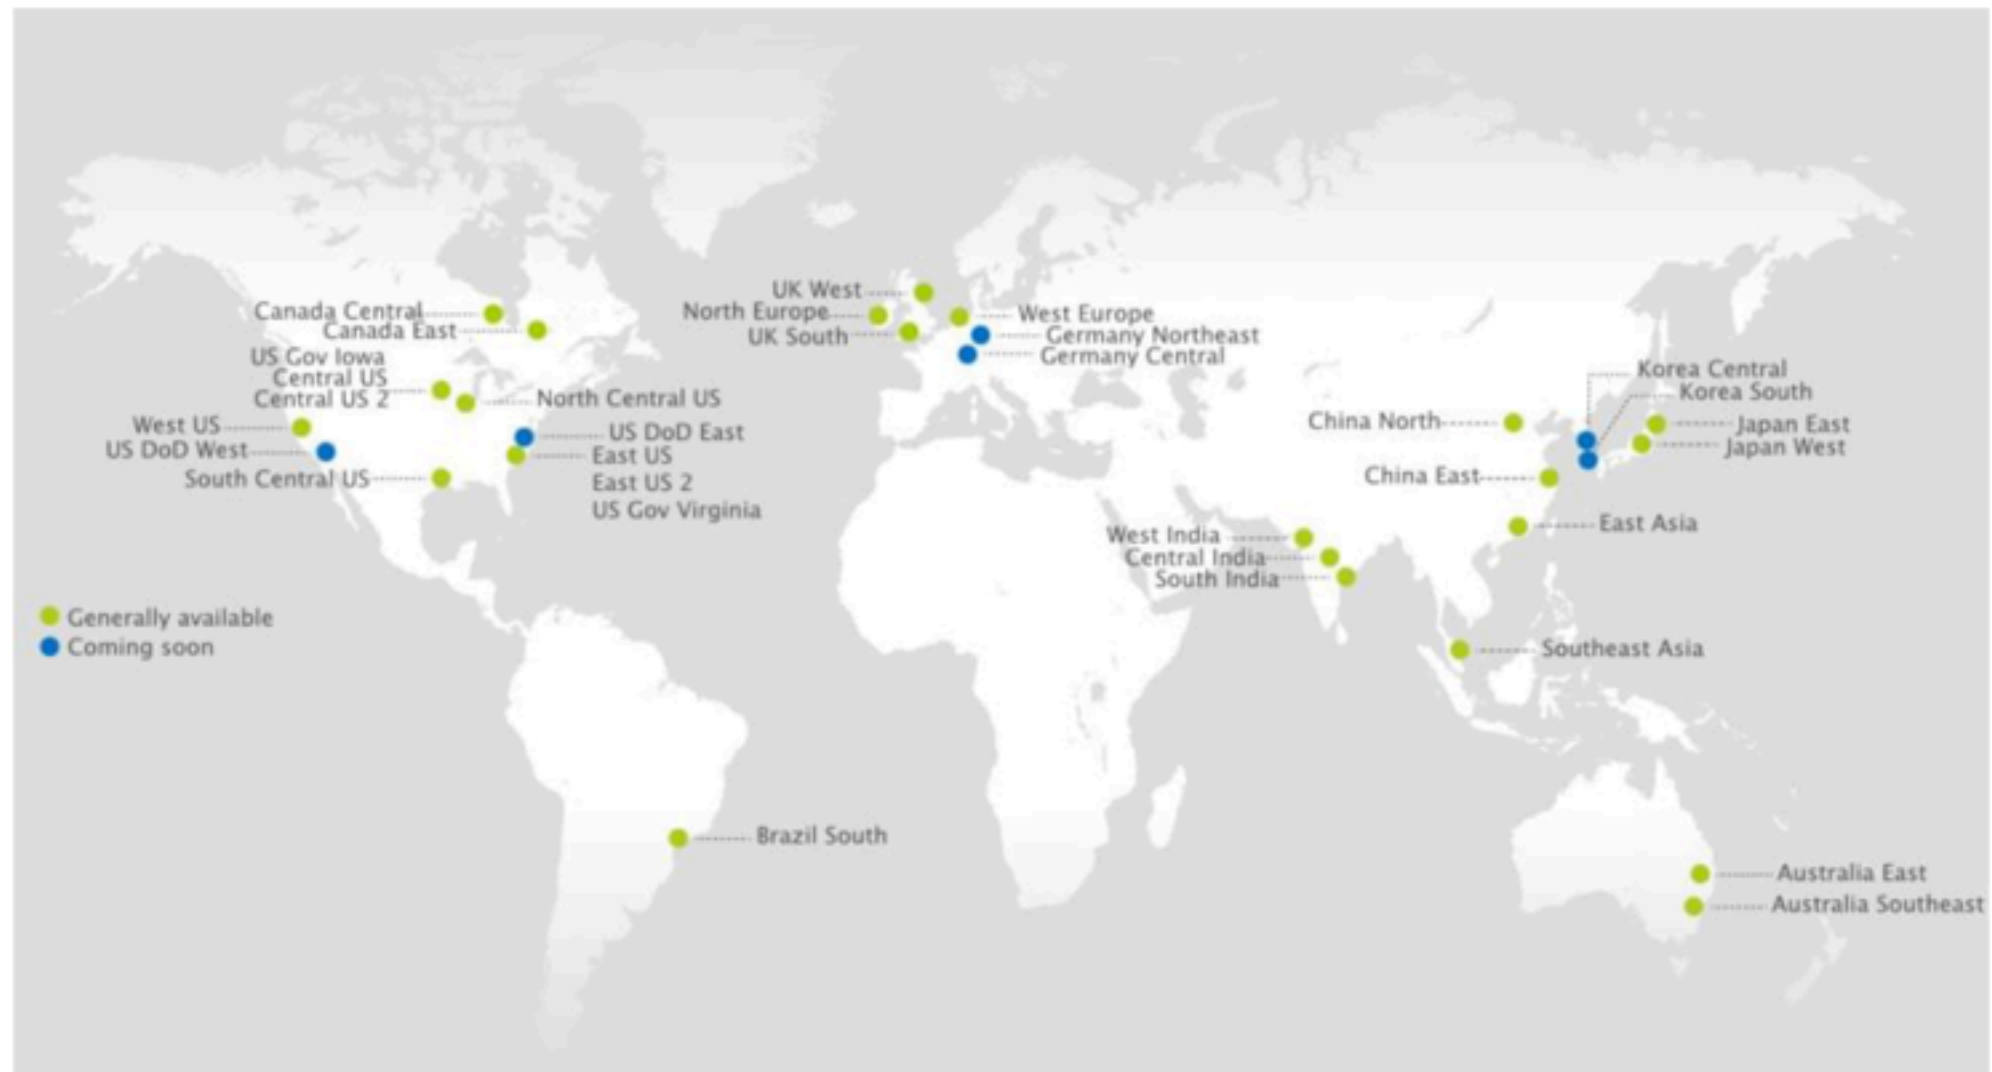 Canada Central
Canada East
US Gov Iowa
Central US
Central US 2
North Central US
West US
US DoD West
South Central US
US DoD East
East US
East US 2
US Gov Virginia
Generally available
Coming soon
Brazil South
UK West
North Europe
UK South
West Europe
Germany Northeast
Germany Central
Korea Central
Korea South
China North
Japan East
Japan West
China East
East Asia
West India
Central India
South India
Southeast Asia
Australia East
Australia Southeast